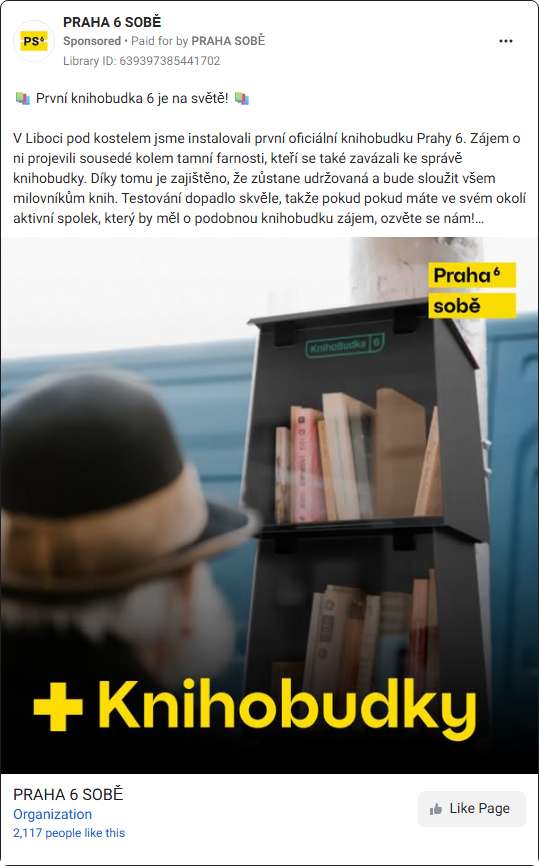 PS⁶
PRAHA 6 SOBĚ
Sponsored • Paid for by PRAHA SOBĚ
Library ID: 639397385441702
📚 První knihobudka 6 je na světě! 📚
V Liboci pod kostelem jsme instalovali první oficiální knihobudku Prahy 6. Zájem o
ni projevili sousedé kolem tamní farnosti, kteří se také zavázali ke správě
knihobudky. Díky tomu je zajištěno, že zůstane udržovaná a bude sloužit všem
milovníkům knih. Testování dopadlo skvěle, takže pokud pokud máte ve svém okolí
aktivní spolek, který by měl o podobnou knihobudku zájem, ozvěte se nám!...
Praha⁶
sobě
KnihoBudka 6
+ Knihobudky
PRAHA 6 SOBĚ
Organization
2,117 people like this
Like Page